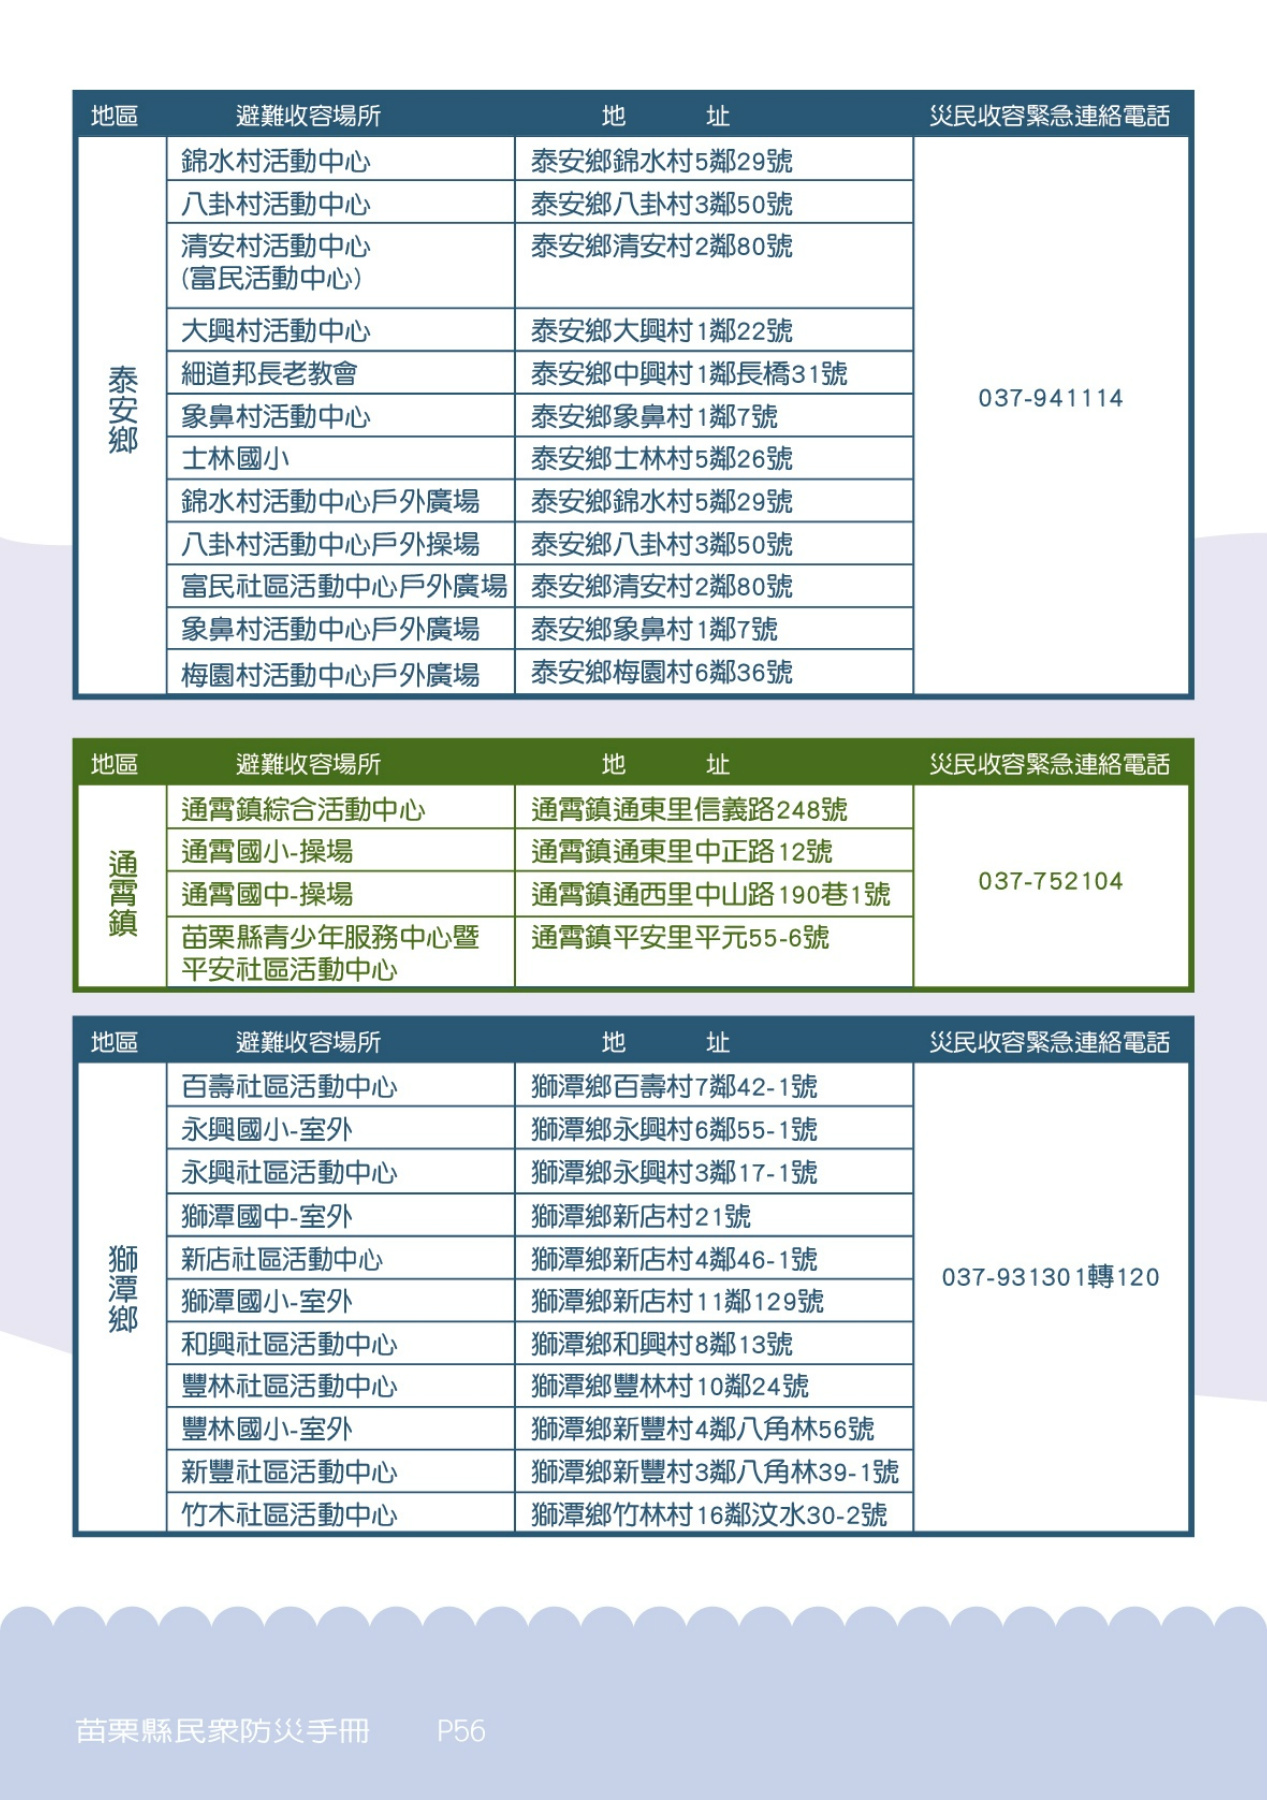 地區 避難收容場所 地 址 災民收容緊急連絡電話
泰安鄉
錦水村活動中心 泰安鄉錦水村5鄰29號
八卦村活動中心 泰安鄉八卦村3鄰50號
清安村活動中心 泰安鄉清安村2鄰80號
(富民活動中心)
大興村活動中心 泰安鄉大興村1鄰22號
細道邦長老教會 泰安鄉中興村1鄰長橋31號
037-941114
象鼻村活動中心 泰安鄉象鼻村1鄰7號
士林國小 泰安鄉士林村5鄰26號
錦水村活動中心戶外廣場 泰安鄉錦水村5鄰29號
八卦村活動中心戶外操場 泰安鄉八卦村3鄰50號
富民社區活動中心戶外廣場 泰安鄉清安村2鄰80號
象鼻村活動中心戶外廣場 泰安鄉象鼻村1鄰7號
梅園村活動中心戶外廣場 泰安鄉梅園村6鄰36號
地區 避難收容場所 地 址 災民收容緊急連絡電話
通霄鎮
通霄鎮綜合活動中心 通霄鎮通東里信義路248號
通霄國小-操場 通霄鎮通東里中正路12號
037-752104
通霄國中-操場 通霄鎮通西里中山路190巷1號
苗栗縣青少年服務中心暨 通霄鎮平安里平元55-6號
平安社區活動中心
地區 避難收容場所 地 址 災民收容緊急連絡電話
獅潭鄉
百壽社區活動中心 獅潭鄉百壽村7鄰42-1號
永興國小-室外 獅潭鄉永興村6鄰55-1號
永興社區活動中心 獅潭鄉永興村3鄰17-1號
獅潭國中-室外 獅潭鄉新店村21號
新店社區活動中心 獅潭鄉新店村4鄰46-1號
037-931301轉120
獅潭國小-室外 獅潭鄉新店村11鄰129號
和興社區活動中心 獅潭鄉和興村8鄰13號
豐林社區活動中心 獅潭鄉豐林村10鄰24號
豐林國小-室外 獅潭鄉新豐村4鄰八角林56號
新豐社區活動中心 獅潭鄉新豐村3鄰八角林39-1號
竹木社區活動中心 獅潭鄉竹林村16鄰汶水30-2號
苗栗縣民眾防災手冊 P56